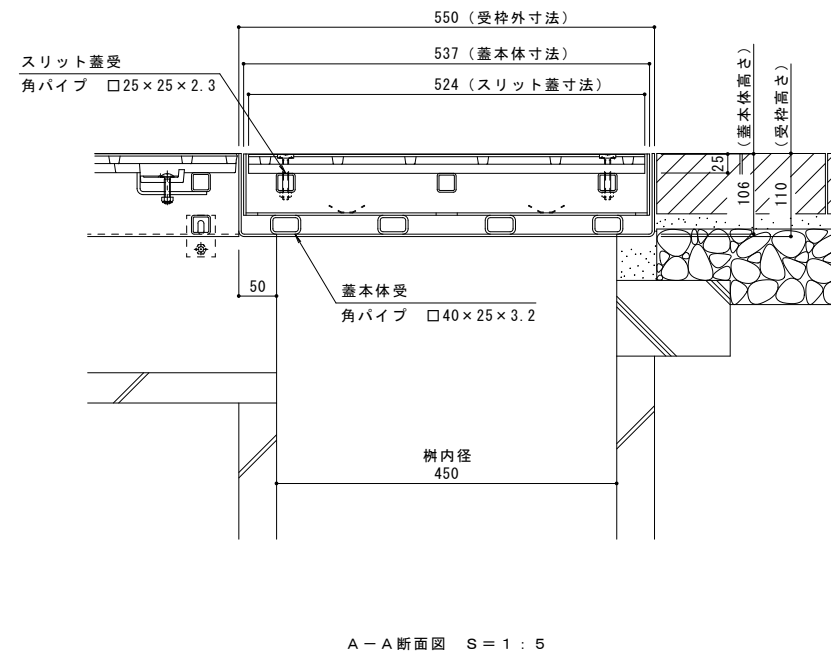 550（受枠外寸法）
537（蓋本体寸法）
524（スリット蓋寸法）
スリット蓋受
角パイプ　□25×25×2.3
25
106（蓋本体高さ）
110（受枠高さ）
50
蓋本体受
角パイプ　□40×25×3.2
桝内径
450
A－A断面図　S＝1：5